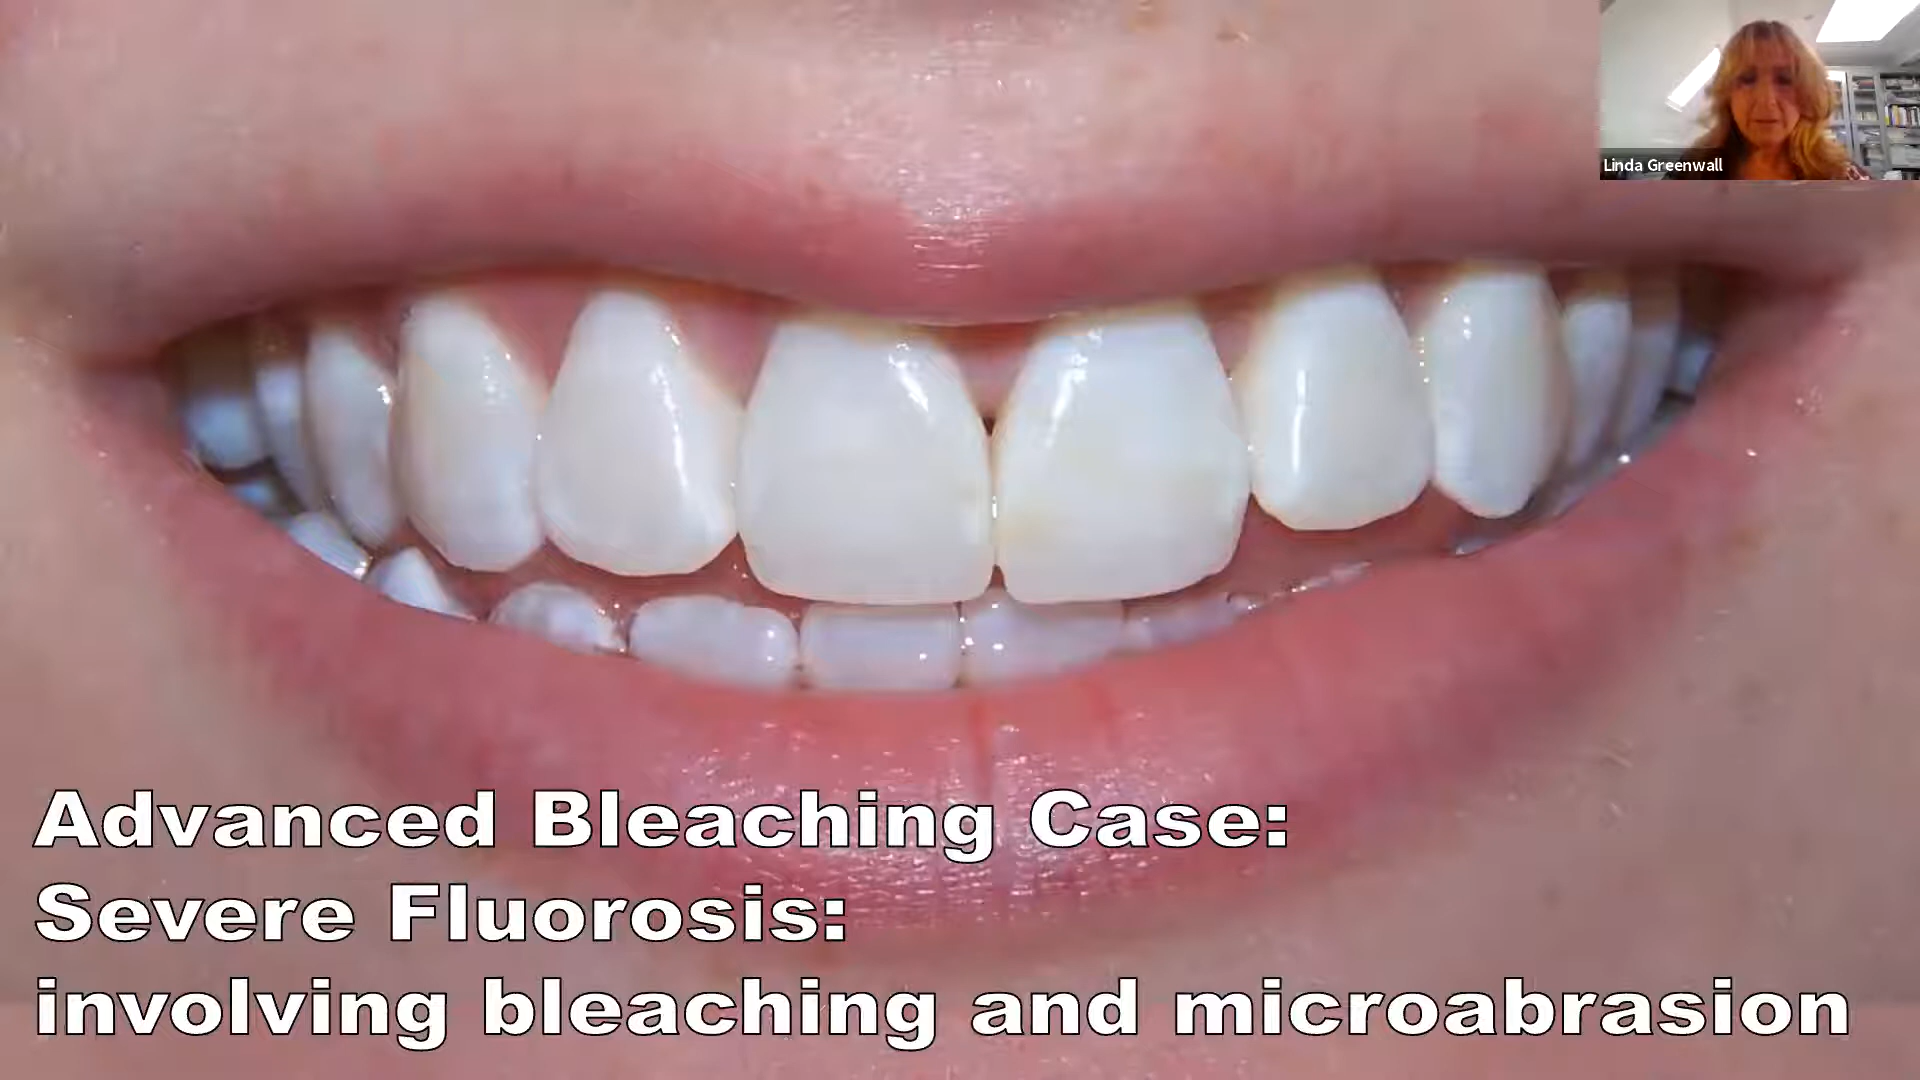 Linda Greenwall
Advanced Bleaching Case:
Severe Fluorosis:
involving bleaching and microabrasion